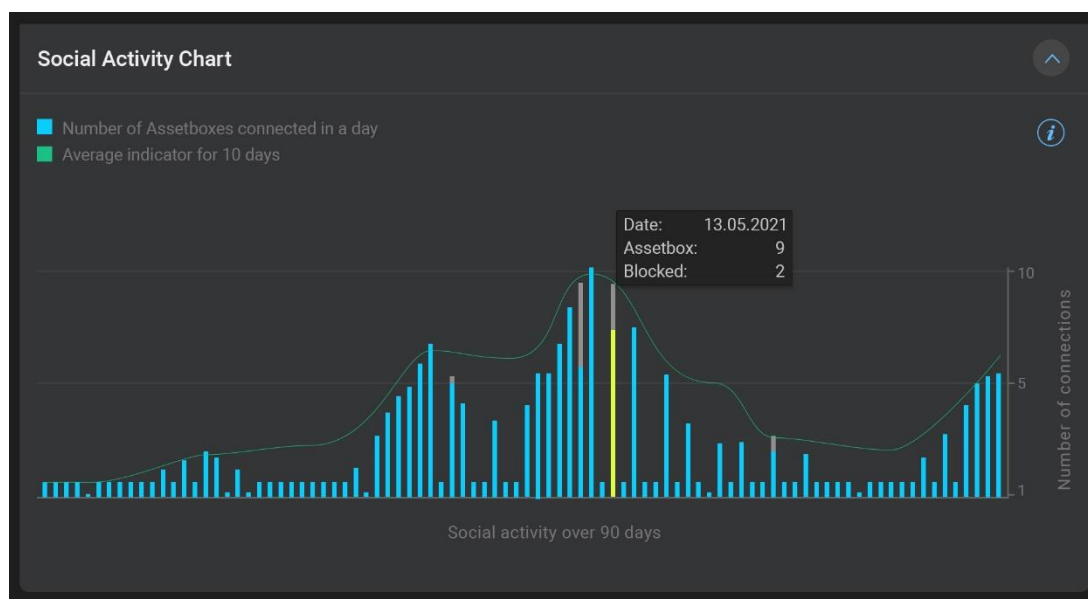 Social Activity Chart
Number of Assetboxes connected in a day
Average indicator for 10 days
i
Date: 13.05.2021
Assetbox: 9
Blocked: 2
10
5
1
Number of connections
Social activity over 90 days